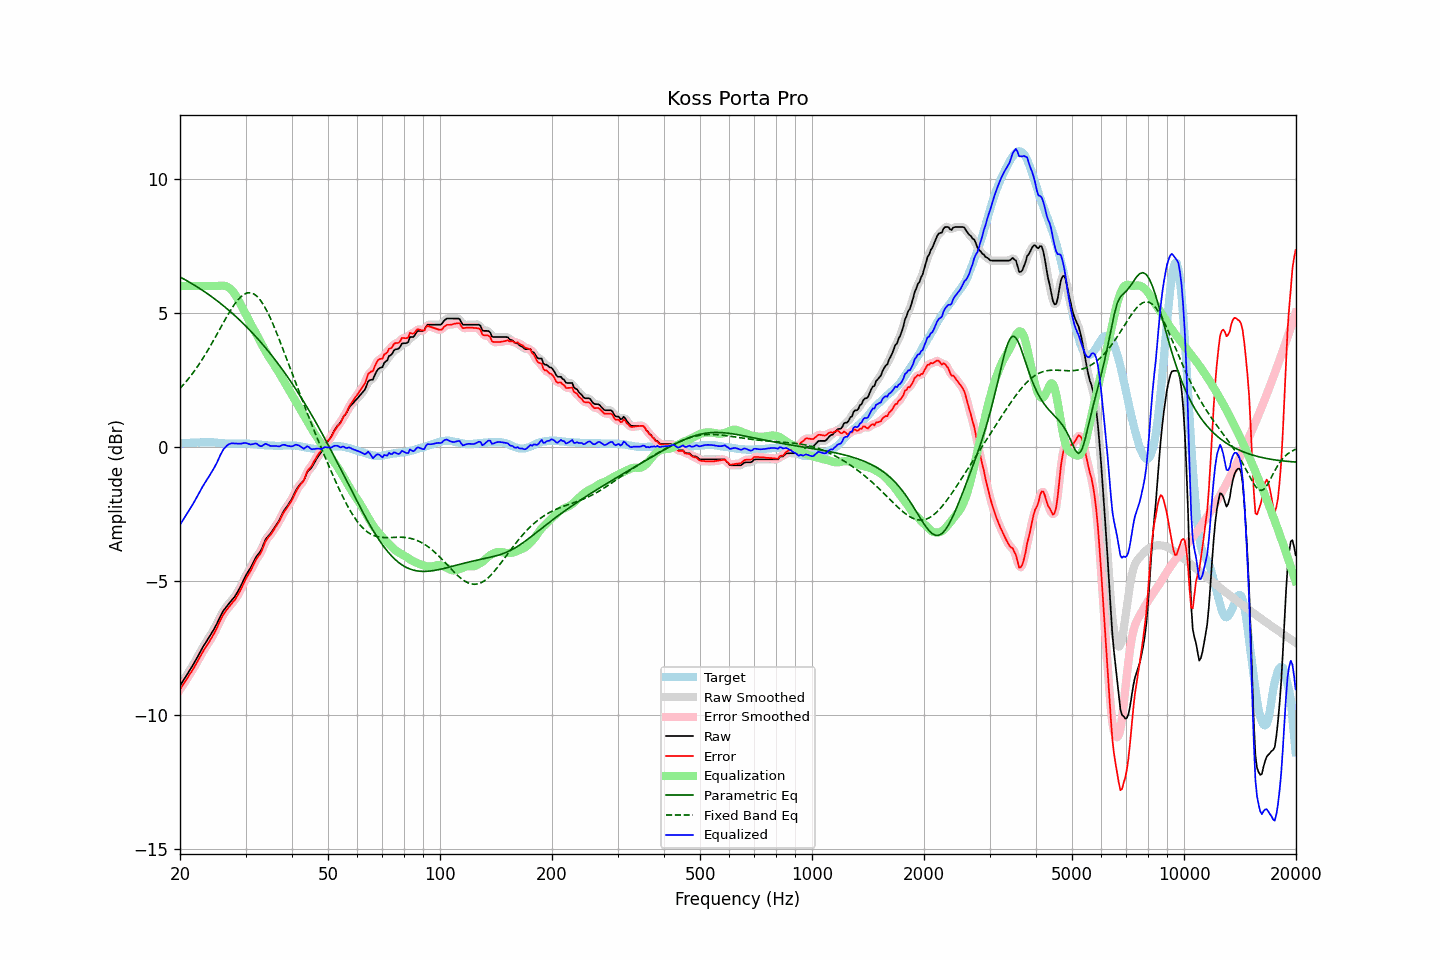 Koss Porta Pro
Amplitude (dBr)
10
5
0
−5
−10
−15
Target
Raw Smoothed
Error Smoothed
Raw
Error
Equalization
Parametric Eq
Fixed Band Eq
Equalized
20 50 100 200 500 1000 2000 5000 10000 20000
Frequency (Hz)